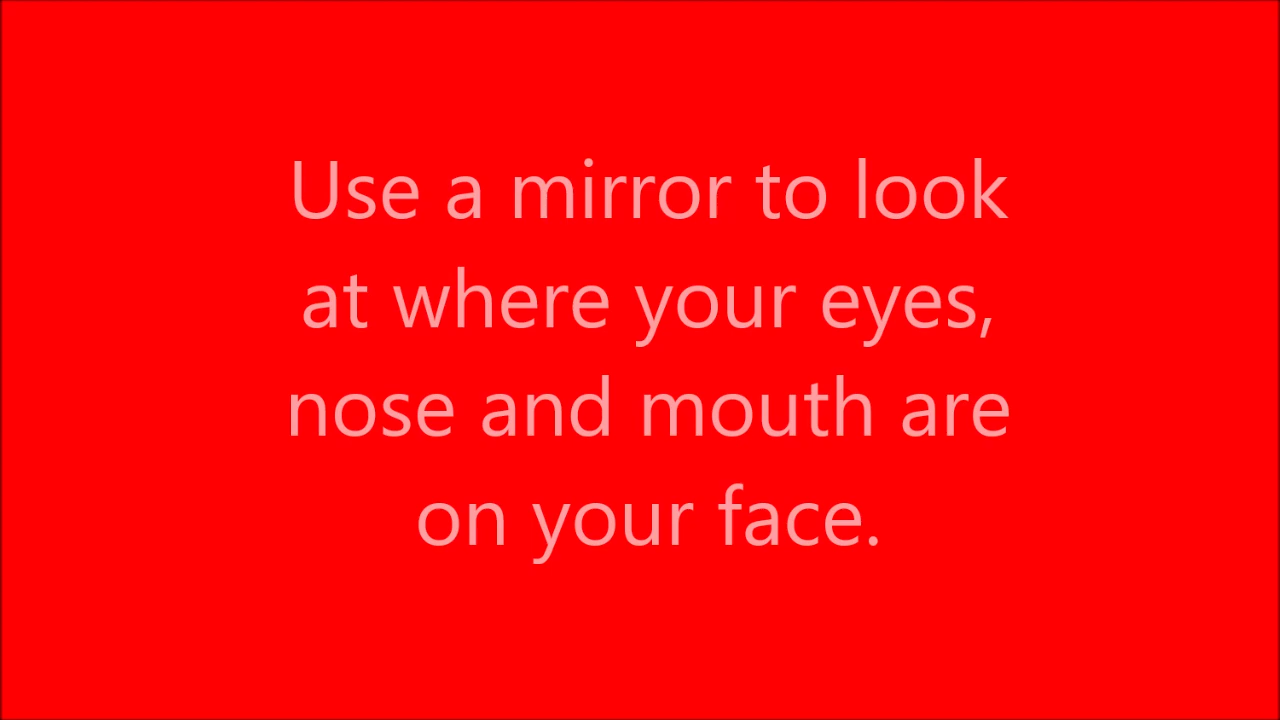 Use a mirror to look
at where your eyes,
nose and mouth are
on your face.